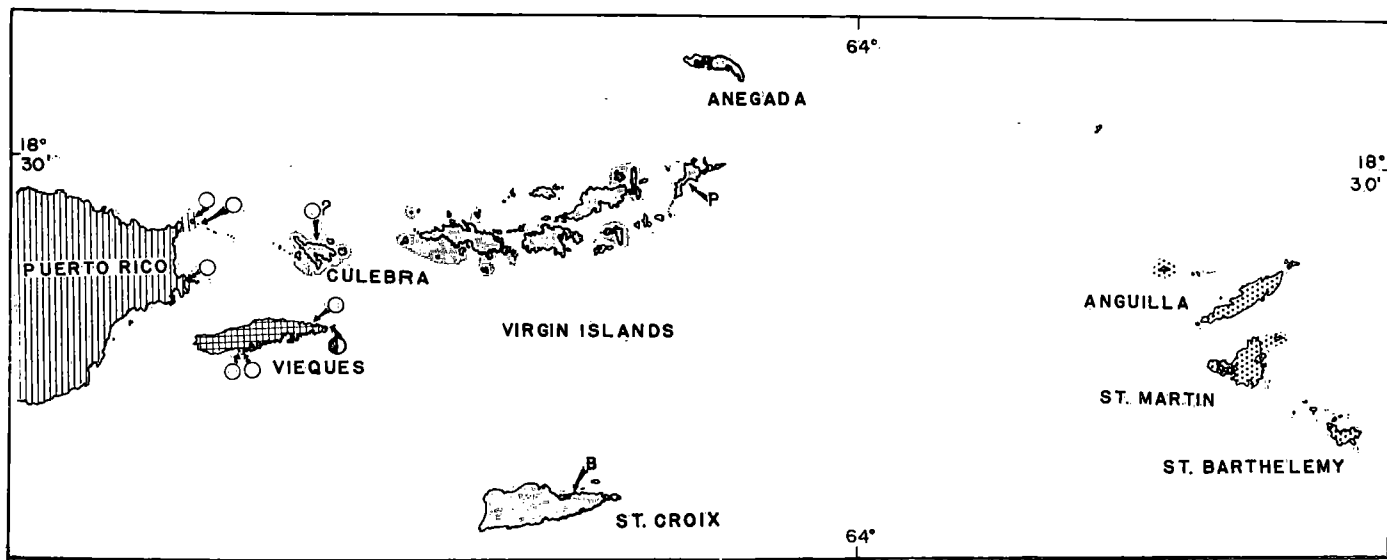 64°
ANEGADA
18°
30'
18°
30'
P
?
PUERTO RICO
CULEBRA
ANGUILLA
VIRGIN ISLANDS
VIEQUES
ST. MARTIN
B
ST. BARTHELEMY
ST. CROIX
64°